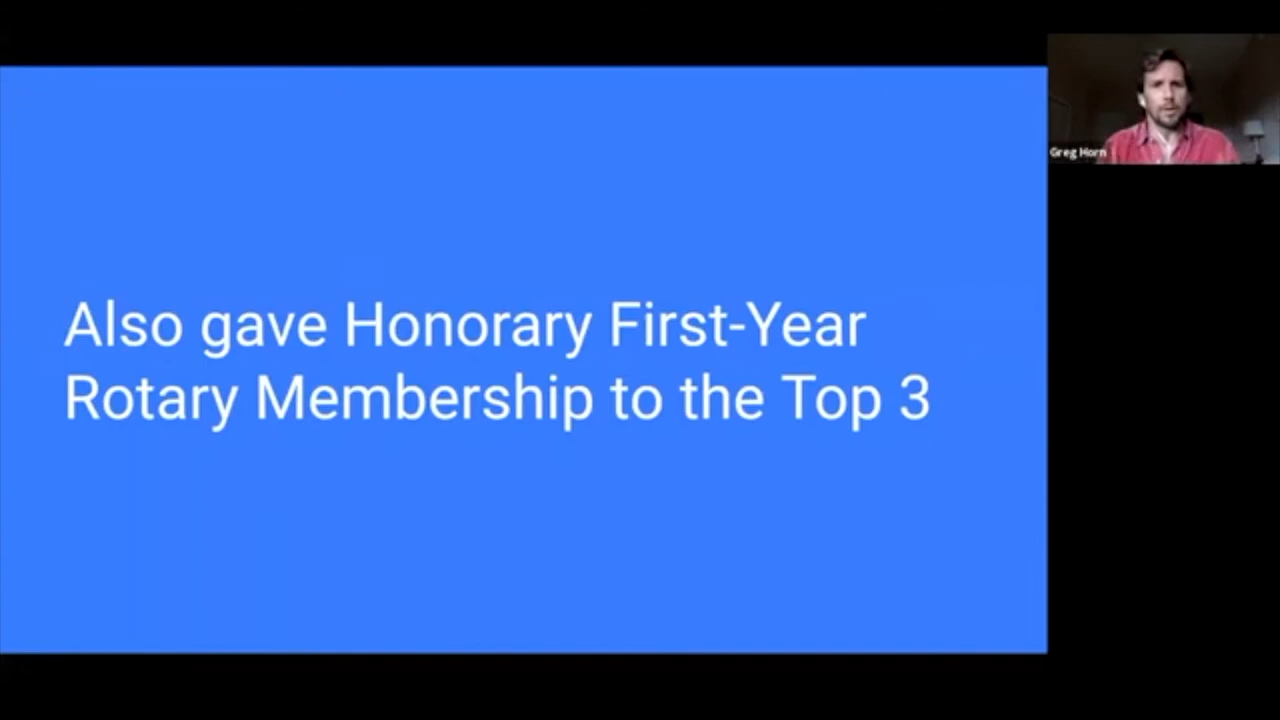 Also gave Honorary First-Year
Rotary Membership to the Top 3
Greg Horn